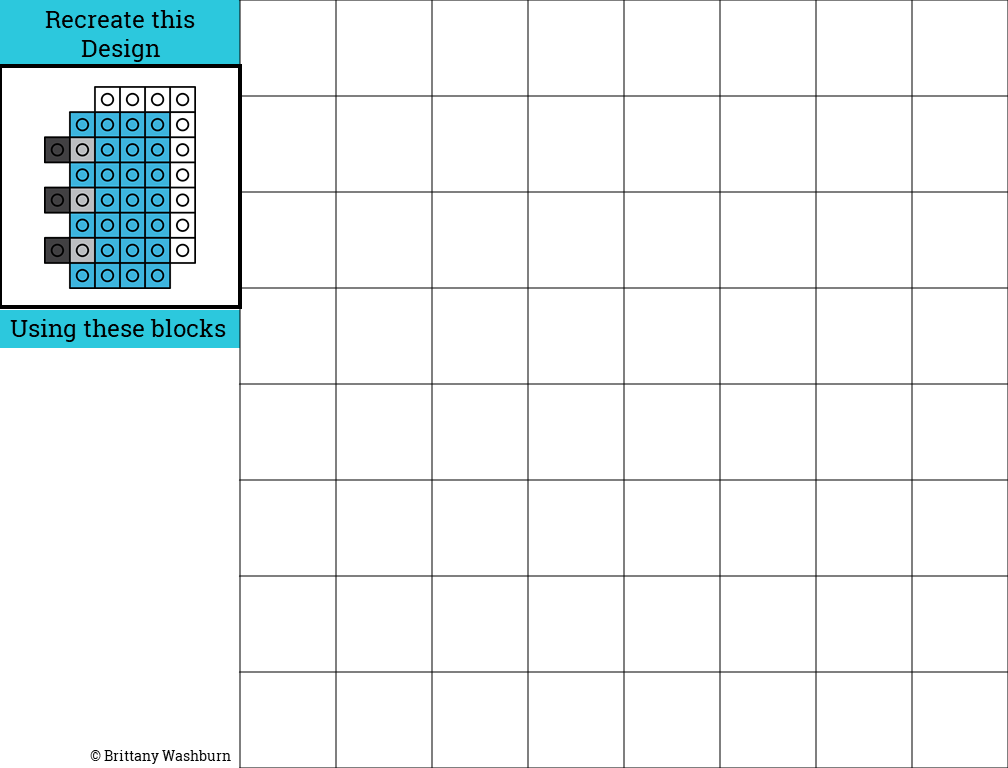 Recreate this
Design
Using these blocks
© Brittany Washburn